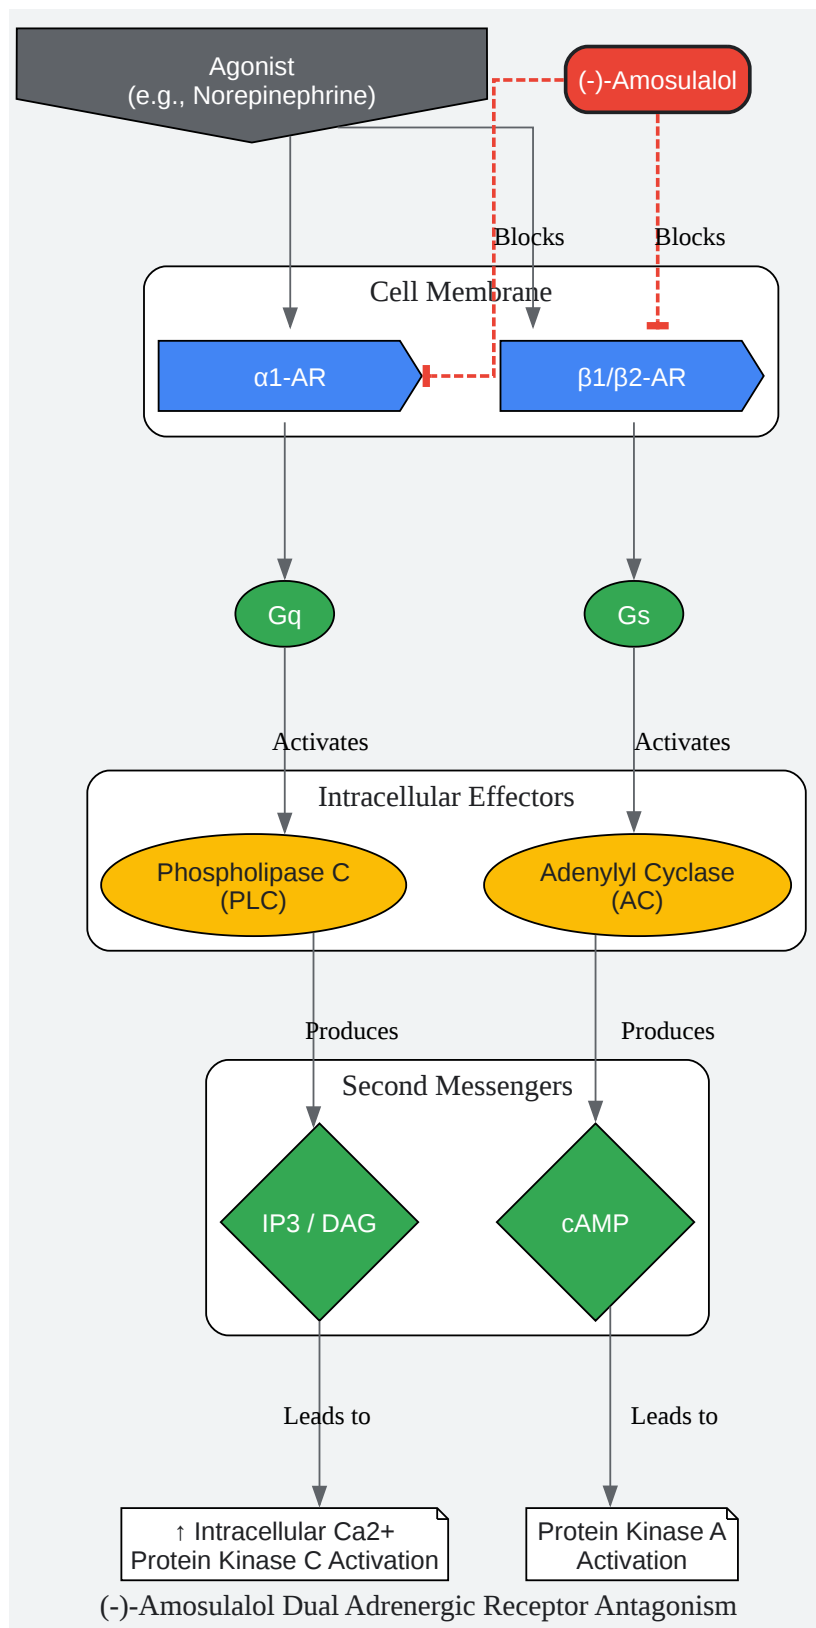 Agonist
(e.g., Norepinephrine)
(-)-Amosulalol
Blocks
Blocks
Cell Membrane
α1-AR
β1/β2-AR
Gq
Gs
Activates
Activates
Intracellular Effectors
Phospholipase C
(PLC)
Adenylyl Cyclase
(AC)
Produces
Produces
Second Messengers
IP3 / DAG
cAMP
Leads to
Leads to
↑ Intracellular Ca2+
Protein Kinase C Activation
Protein Kinase A
Activation
(-)-Amosulalol Dual Adrenergic Receptor Antagonism